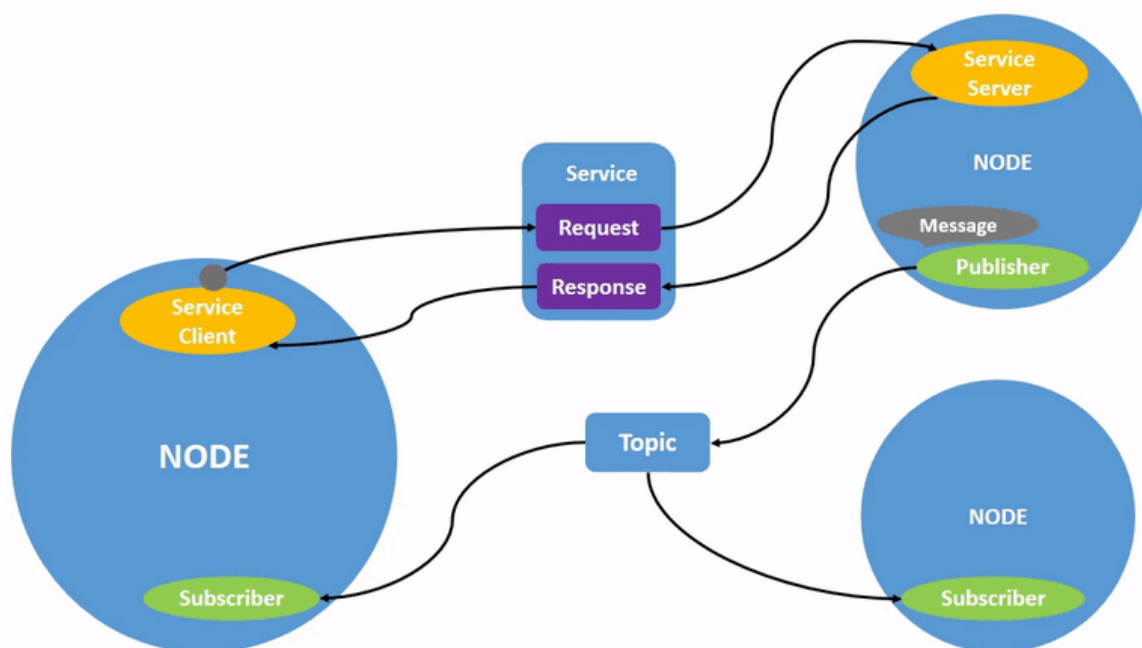 Service
Server
NODE
Message
Publisher
Service
Request
Response
Service
Client
NODE
Subscriber
Topic
NODE
Subscriber